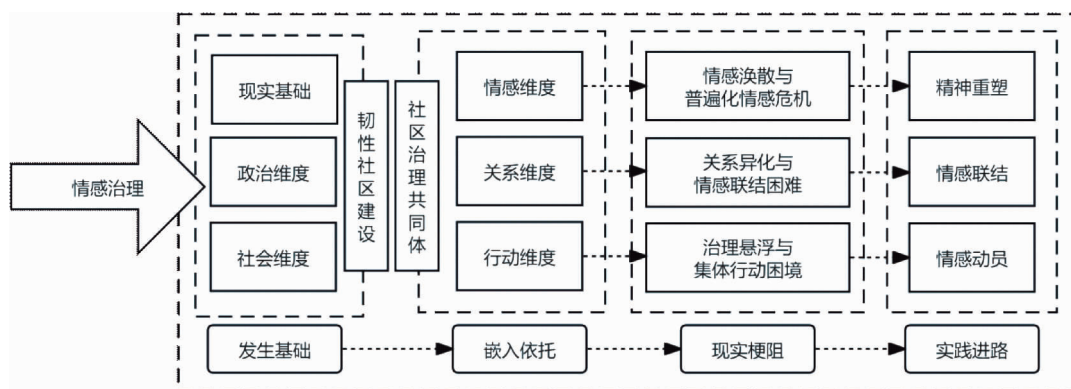 情感治理
现实基础
政治维度
社会维度
韧性社区建设
社区治理共同体
情感维度
关系维度
行动维度
情感涣散与
普遍化情感危机
关系异化与
情感联结困难
治理悬浮与
集体行动困境
精神重塑
情感联结
情感动员
发生基础
嵌入依托
现实梗阻
实践进路